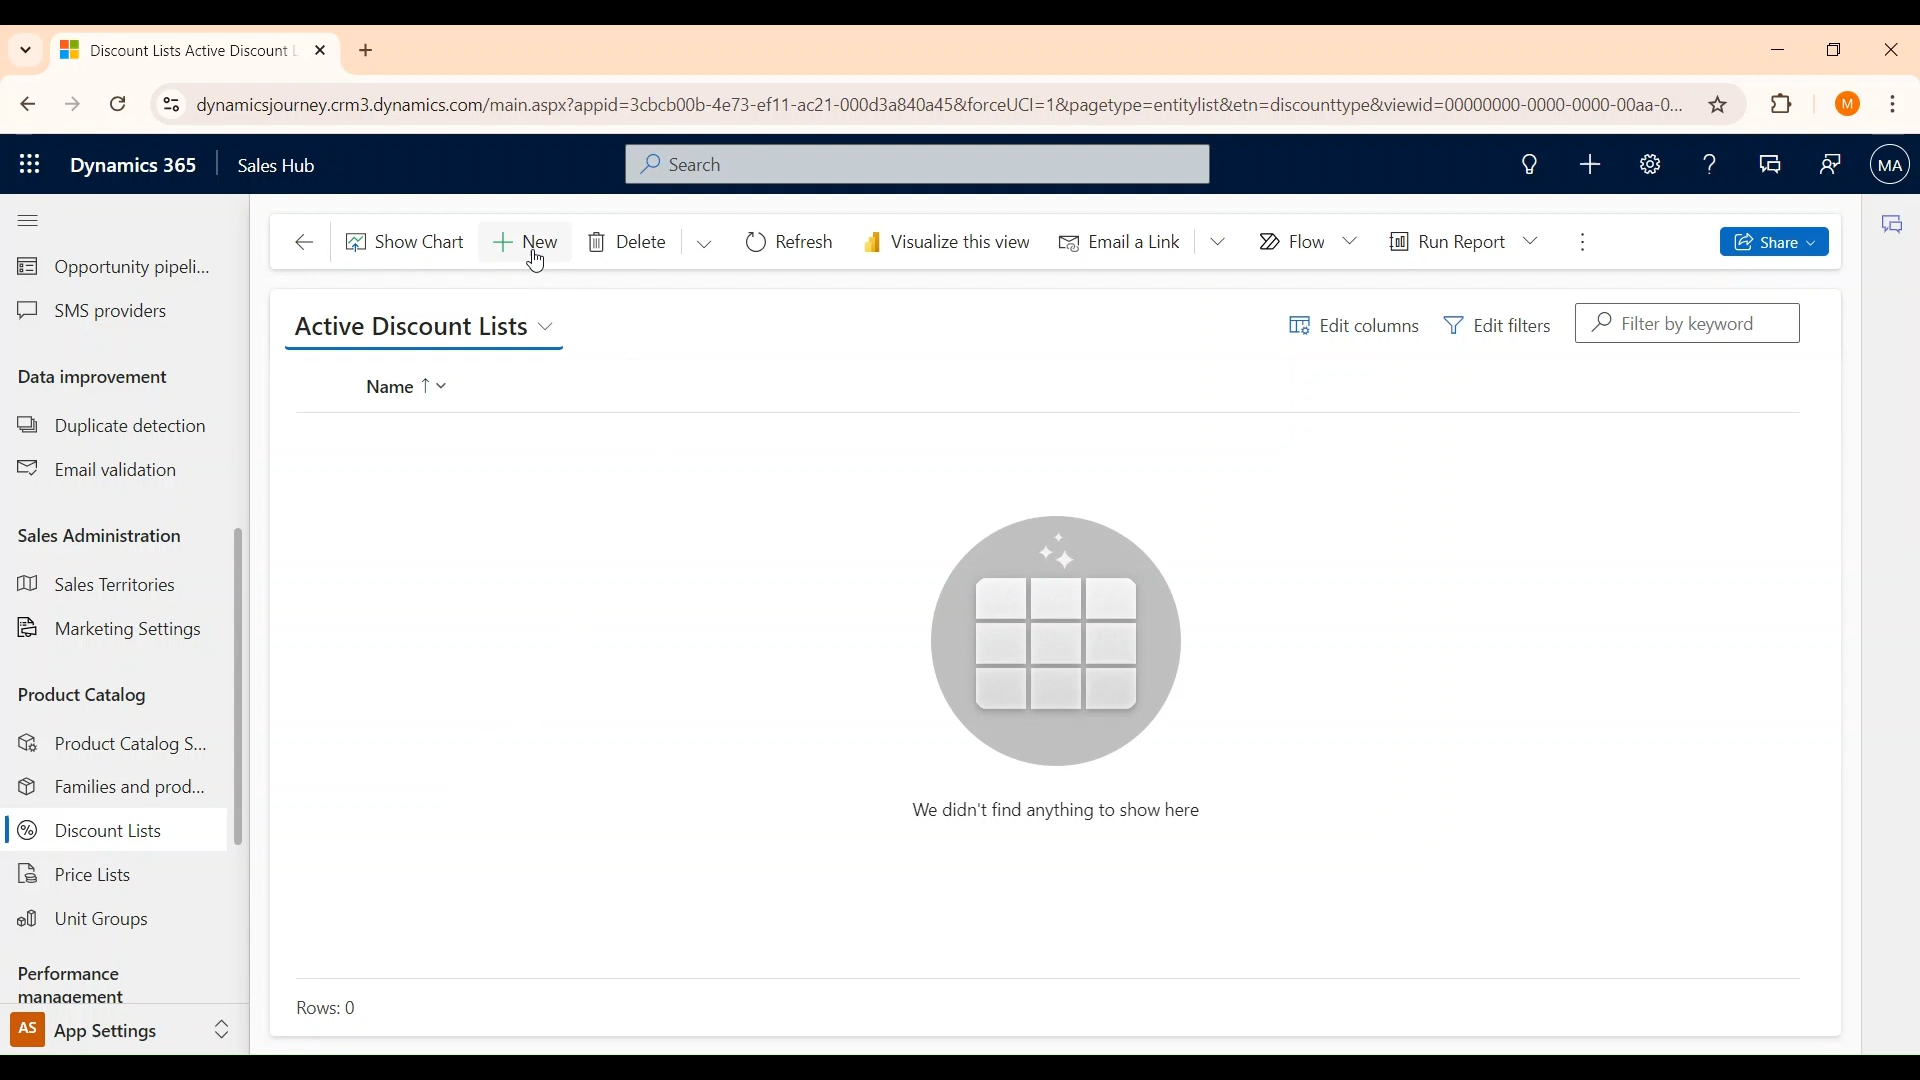 Discount Lists Active Discount L
dynamicsjourney.crm3.dynamics.com/main.aspx?appid=3cbcb00b-4e73-ef11-ac21-000d3a840a45&forceUCI=1&pagetype=entitylist&etn=discounttype&viewid=00000000-0000-0000-00aa-0...
M
Dynamics 365
Sales Hub
Search
MA
Show Chart
New
Delete
Refresh
Visualize this view
Email a Link
Flow
Run Report
Share
Opportunity pipeli...
SMS providers
Data improvement
Duplicate detection
Email validation
Sales Administration
Sales Territories
Marketing Settings
Product Catalog
Product Catalog S...
Families and prod...
Discount Lists
Price Lists
Unit Groups
Performance
management
AS
App Settings
Active Discount Lists
Edit columns
Edit filters
Filter by keyword
Name
We didn't find anything to show here
Rows: 0